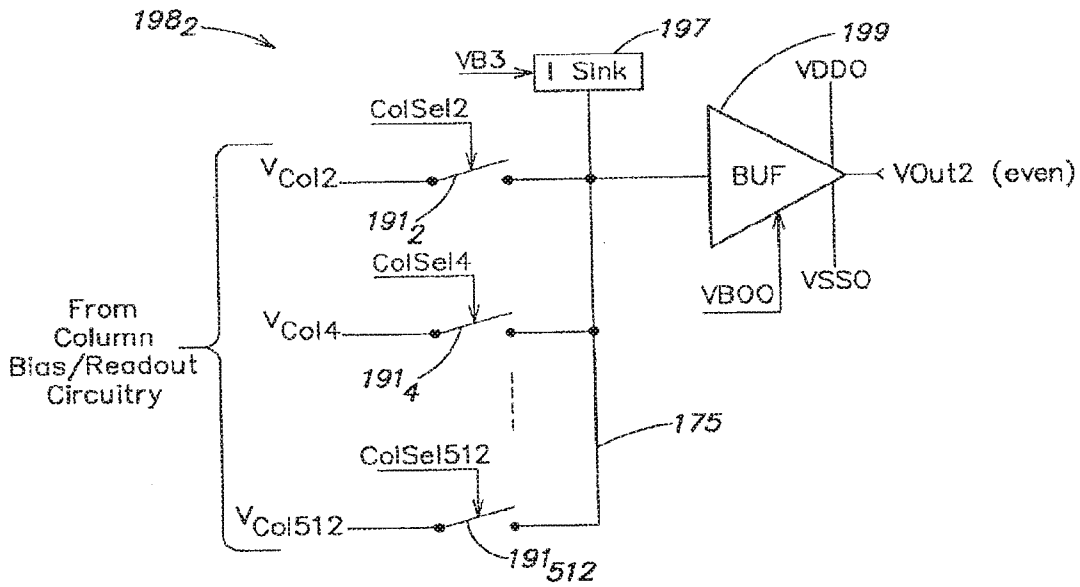 198₂
197
VB3
I Sink
199
VDDO
ColSel2
VCol2
BUF
VOut2 (even)
191₂
ColSel4
VBOO
VSSO
From
Column
Bias/Readout
Circuitry
VCol4
191₄
175
ColSel512
VCol512
191₅₁₂